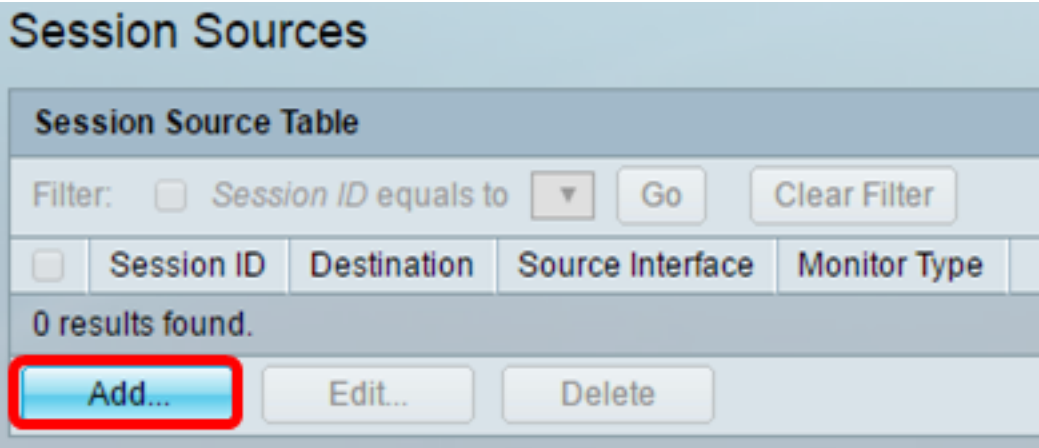 Session Sources
Session Source Table
Filter: Session ID equals to Go Clear Filter
Session ID Destination Source Interface Monitor Type
0 results found.
Add... Edit... Delete